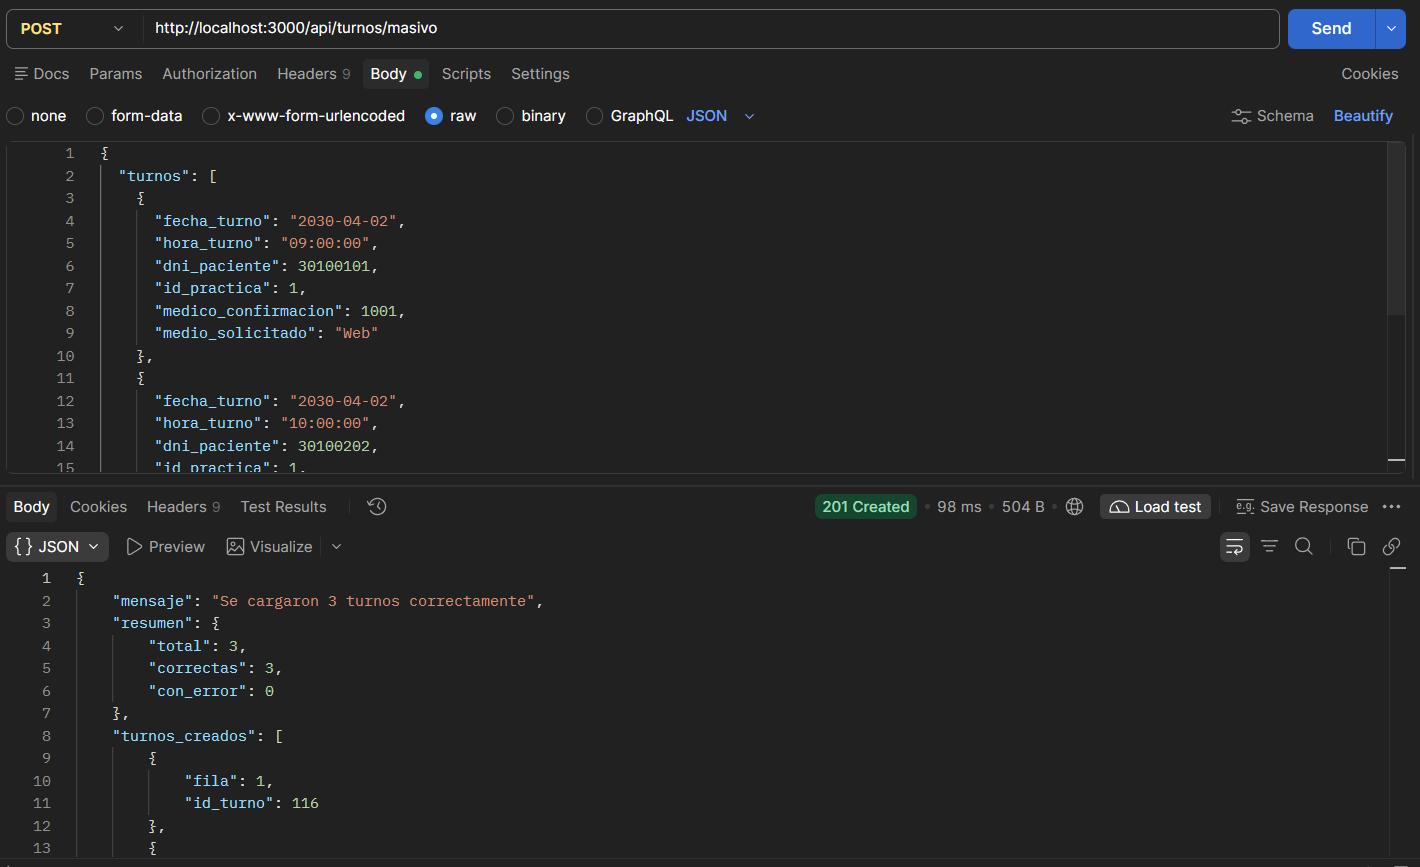 POST http://localhost:3000/api/turnos/masivo Send
Docs Params Authorization Headers 9 Body Scripts Settings Cookies
none form-data x-www-form-urlencoded raw binary GraphQL JSON Schema Beautify
1 {
2 "turnos": [
3 {
4 "fecha_turno": "2030-04-02",
5 "hora_turno": "09:00:00",
6 "dni_paciente": 30100101,
7 "id_practica": 1,
8 "medico_confirmacion": 1001,
9 "medio_solicitado": "Web"
10 },
11 {
12 "fecha_turno": "2030-04-02",
13 "hora_turno": "10:00:00",
14 "dni_paciente": 30100202,
15 "id_practica": 1,
Body Cookies Headers 9 Test Results 201 Created • 98 ms • 504 B • Load test e.g. Save Response
{} JSON Preview Visualize
1 {
2 "mensaje": "Se cargaron 3 turnos correctamente",
3 "resumen": {
4 "total": 3,
5 "correctas": 3,
6 "con_error": 0
7 },
8 "turnos_creados": [
9 {
10 "fila": 1,
11 "id_turno": 116
12 },
13 {